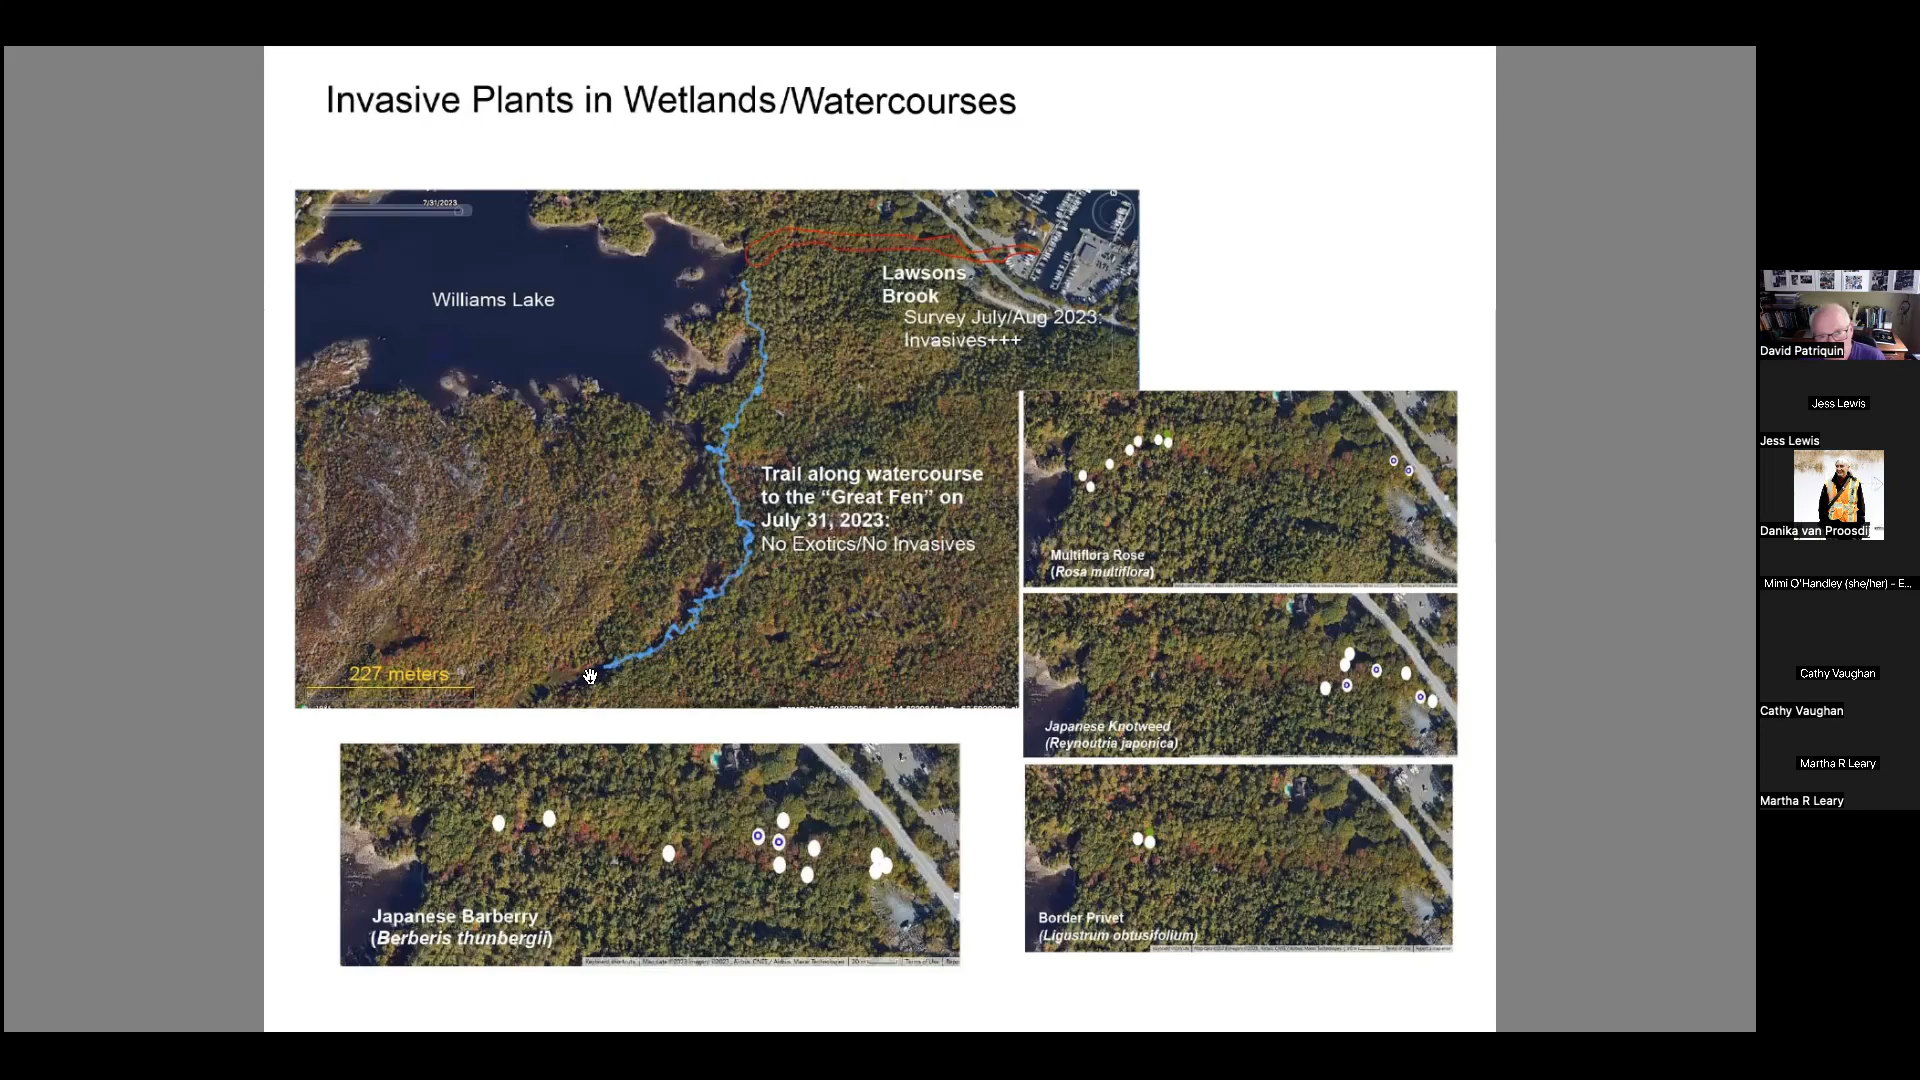 Invasive Plants in Wetlands/Watercourses
7/31/2023
Williams Lake
Lawsons
Brook
Survey July/Aug 2023:
Invasives+++
Trail along watercourse
to the “Great Fen” on
July 31, 2023:
No Exotics/No Invasives
227 meters
Multiflora Rose
(Rosa multiflora)
Japanese Knotweed
(Reynoutria japonica)
Japanese Barberry
(Berberis thunbergii)
Border Privet
(Ligustrum obtusifolium)
David Patriquin
Jess Lewis
Jess Lewis
Danika van Proosdij
Mimi O'Handley (she/her) - E...
Cathy Vaughan
Cathy Vaughan
Martha R Leary
Martha R Leary